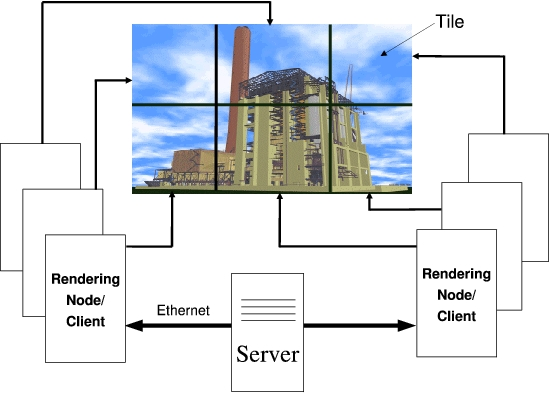 Tile
Rendering
Node/
Client
Ethernet
Server
Rendering
Node/
Client